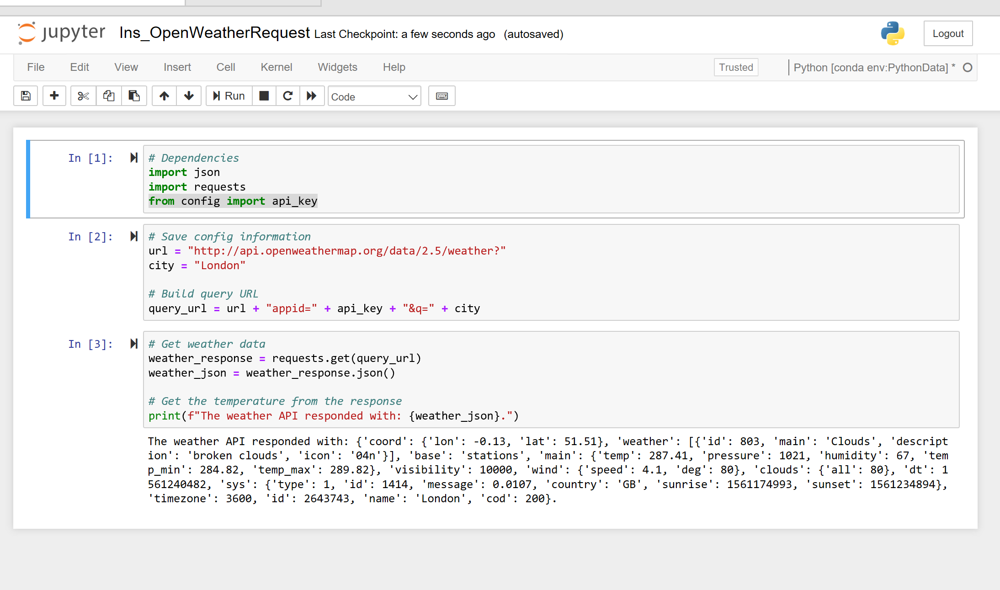 jupyter Ins_OpenWeatherRequest Last Checkpoint: a few seconds ago (autosaved) Logout
File Edit View Insert Cell Kernel Widgets Help Trusted Python [conda env:PythonData] *
Run Code
In [1]: # Dependencies
import json
import requests
from config import api_key
In [2]: # Save config information
url = "http://api.openweathermap.org/data/2.5/weather?"
city = "London"
# Build query URL
query_url = url + "appid=" + api_key + "&q=" + city
In [3]: # Get weather data
weather_response = requests.get(query_url)
weather_json = weather_response.json()
# Get the temperature from the response
print(f"The weather API responded with: {weather_json}.")
The weather API responded with: {'coord': {'lon': -0.13, 'lat': 51.51}, 'weather': [{'id': 803, 'main': 'Clouds', 'descript
ion': 'broken clouds', 'icon': '04n'}], 'base': 'stations', 'main': {'temp': 287.41, 'pressure': 1021, 'humidity': 67, 'tem
p_min': 284.82, 'temp_max': 289.82}, 'visibility': 10000, 'wind': {'speed': 4.1, 'deg': 80}, 'clouds': {'all': 80}, 'dt': 1
561240482, 'sys': {'type': 1, 'id': 1414, 'message': 0.0107, 'country': 'GB', 'sunrise': 1561174993, 'sunset': 1561234894},
'timezone': 3600, 'id': 2643743, 'name': 'London', 'cod': 200}.